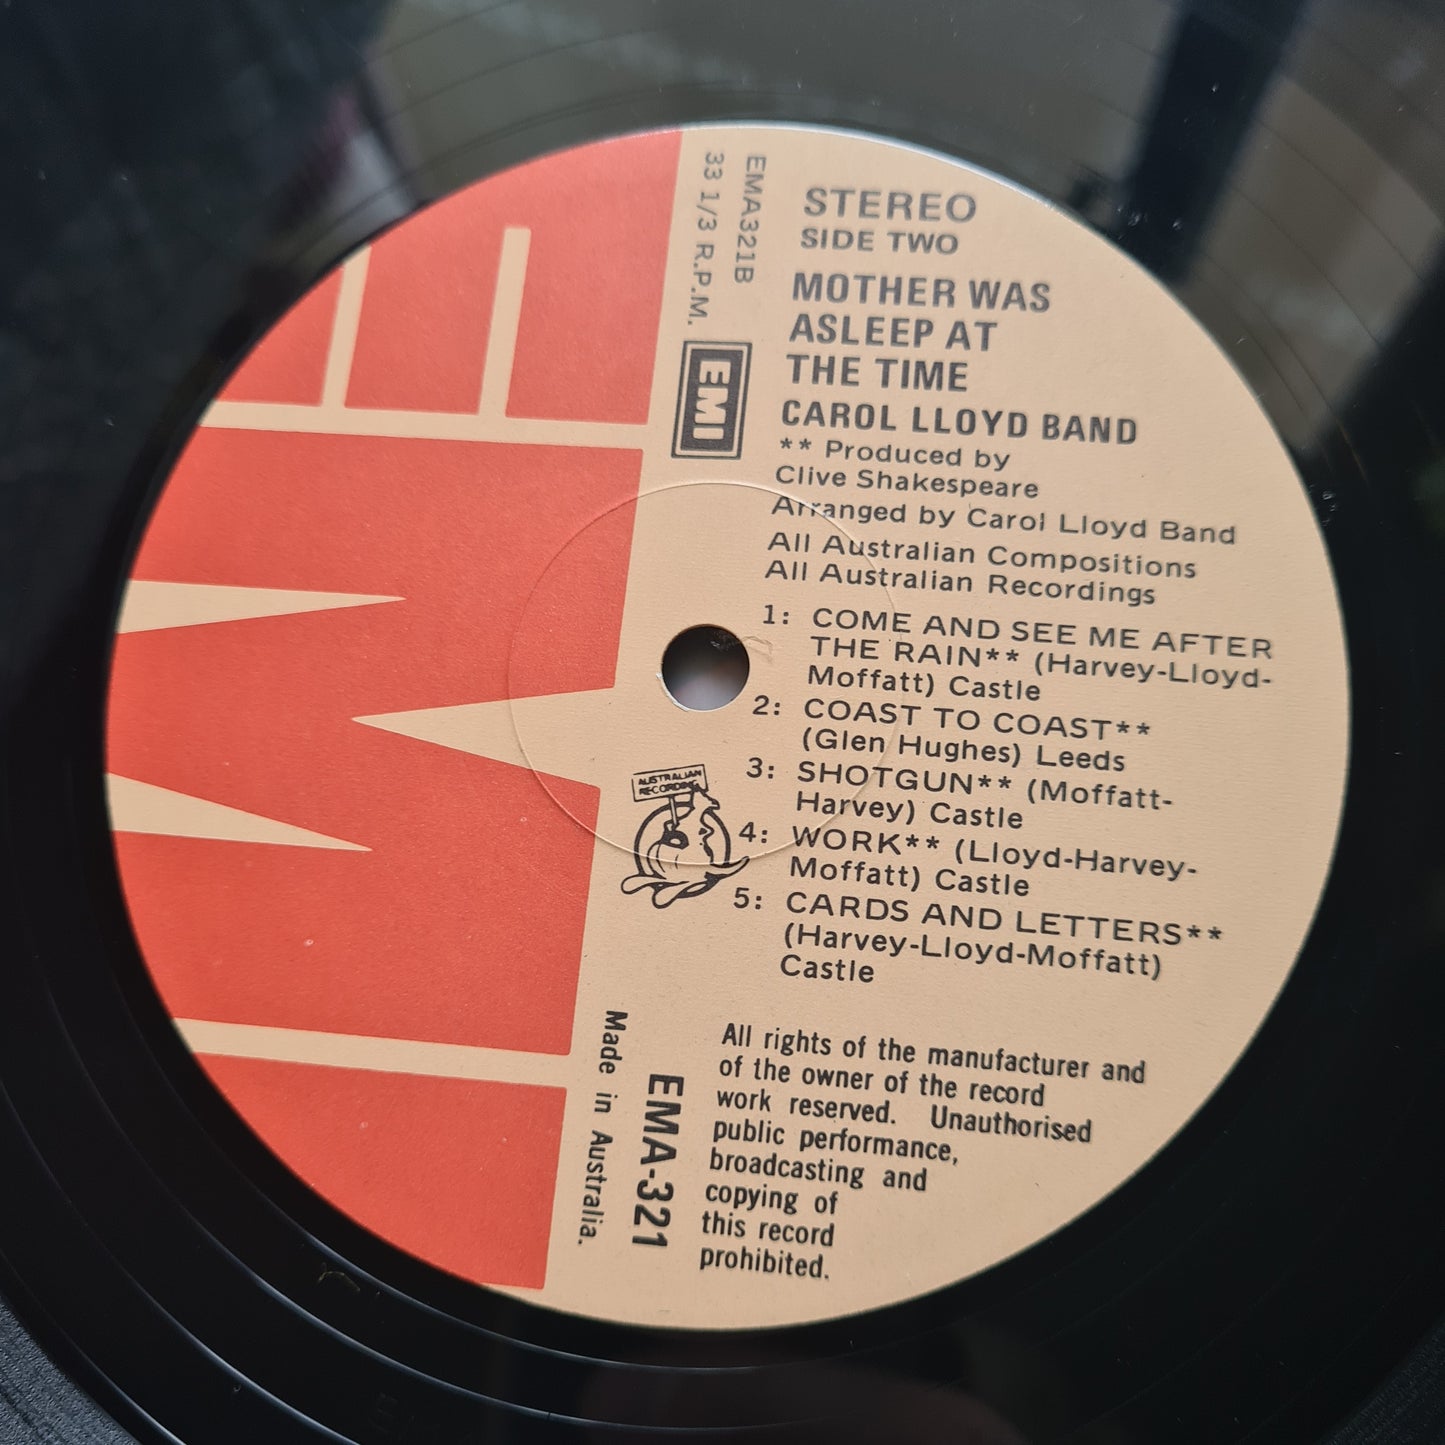 STEREO
SIDE TWO
MOTHER WAS
ASLEEP AT
THE TIME
CAROL LLOYD BAND
** Produced by
Clive Shakespeare
Arranged by Carol Lloyd Band
All Australian Compositions
All Australian Recordings
1: COME AND SEE ME AFTER
THE RAIN** (Harvey-Lloyd-
Moffatt) Castle
2: COAST TO COAST**
(Glen Hughes) Leeds
3: SHOTGUN** (Moffatt-
Harvey) Castle
4: WORK** (Lloyd-Harvey-
Moffatt) Castle
5: CARDS AND LETTERS**
(Harvey-Lloyd-Moffatt)
Castle
All rights of the manufacturer and
of the owner of the record
work reserved. Unauthorised
public performance,
broadcasting and
copying of
this record
prohibited.
EMA321B
33 1/3 R.P.M.
EMI
AUSTRALIAN
RECORDING
EMA-321
Made in Australia.
EMI